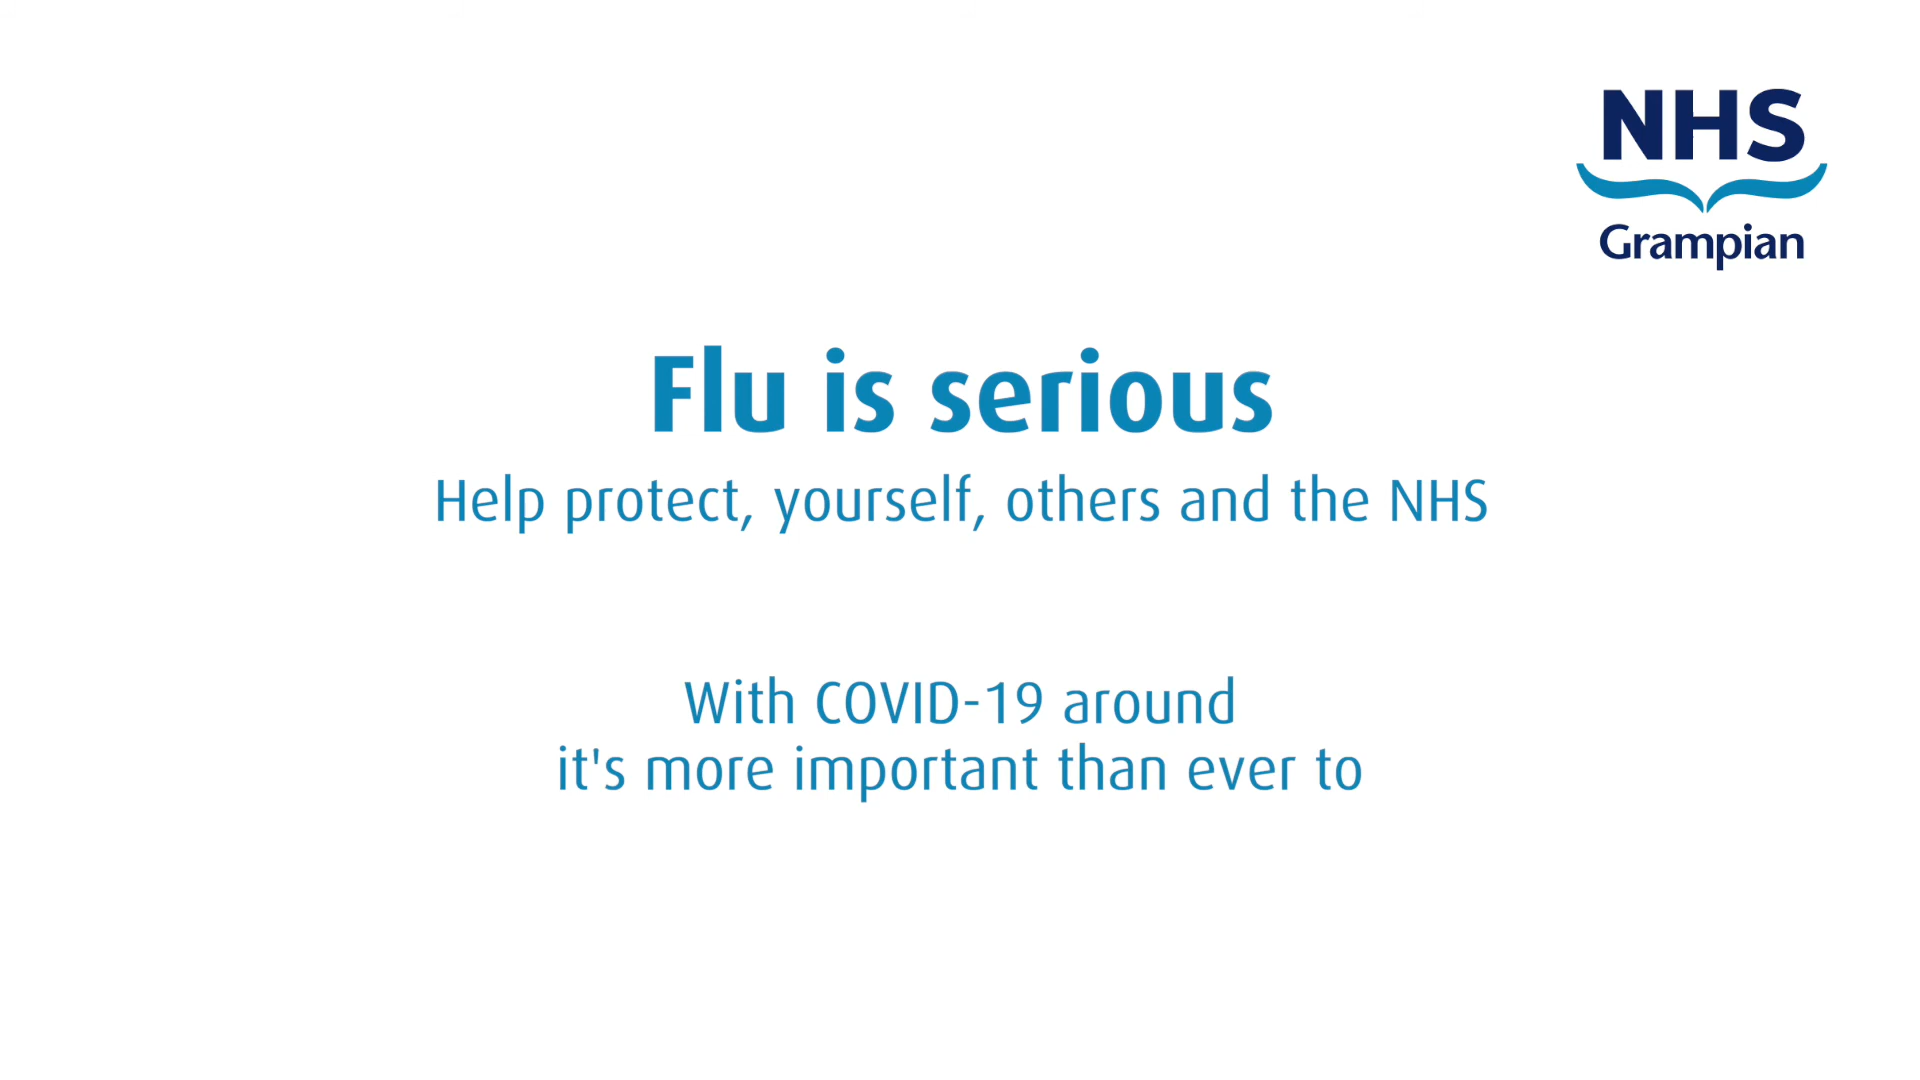 NHS
Grampian
Flu is serious
Help protect, yourself, others and the NHS
With COVID-19 around
it's more important than ever to